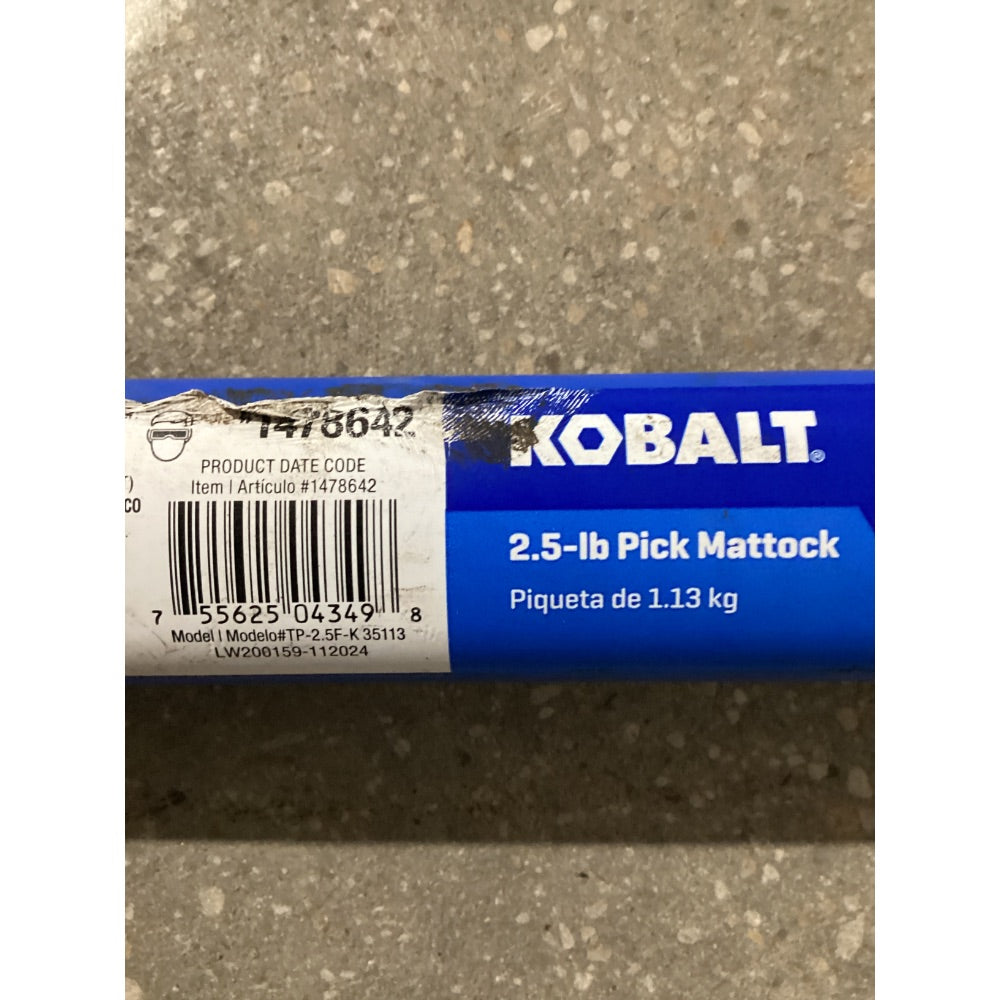 #1478642
PRODUCT DATE CODE
Item | Artículo #1478642
CO
7 55625 04349 8
Model | Modelo#TP-2.5F-K 35113
LW200159-112024
KOBALT®
2.5-lb Pick Mattock
Piqueta de 1.13 kg